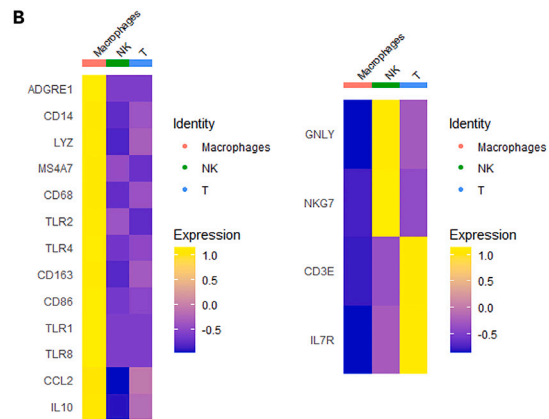 B
Macrophages
NK
T
ADGRE1
CD14
LYZ
MS4A7
CD68
TLR2
TLR4
CD163
CD86
TLR1
TLR8
CCL2
IL10
Identity
Macrophages
NK
T
Expression
1.0
0.5
0.0
-0.5
Macrophages
NK
T
GNLY
NKG7
CD3E
IL7R
Identity
Macrophages
NK
T
Expression
1.0
0.5
0.0
-0.5